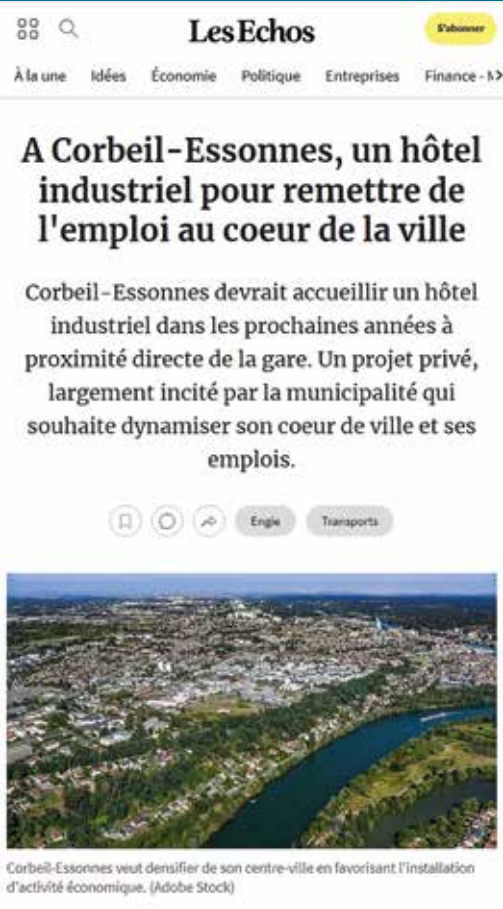 Les Echos
S'abonner
À la une Idées Économie Politique Entreprises Finance - M
A Corbeil-Essonnes, un hôtel
industriel pour remettre de
l'emploi au coeur de la ville
Corbeil-Essonnes devrait accueillir un hôtel
industriel dans les prochaines années à
proximité directe de la gare. Un projet privé,
largement incité par la municipalité qui
souhaite dynamiser son coeur de ville et ses
emplois.
Engie Transports
Corbeil-Essonnes veut densifier de son centre-ville en favorisant l'installation
d'activité économique. (Adobe Stock)